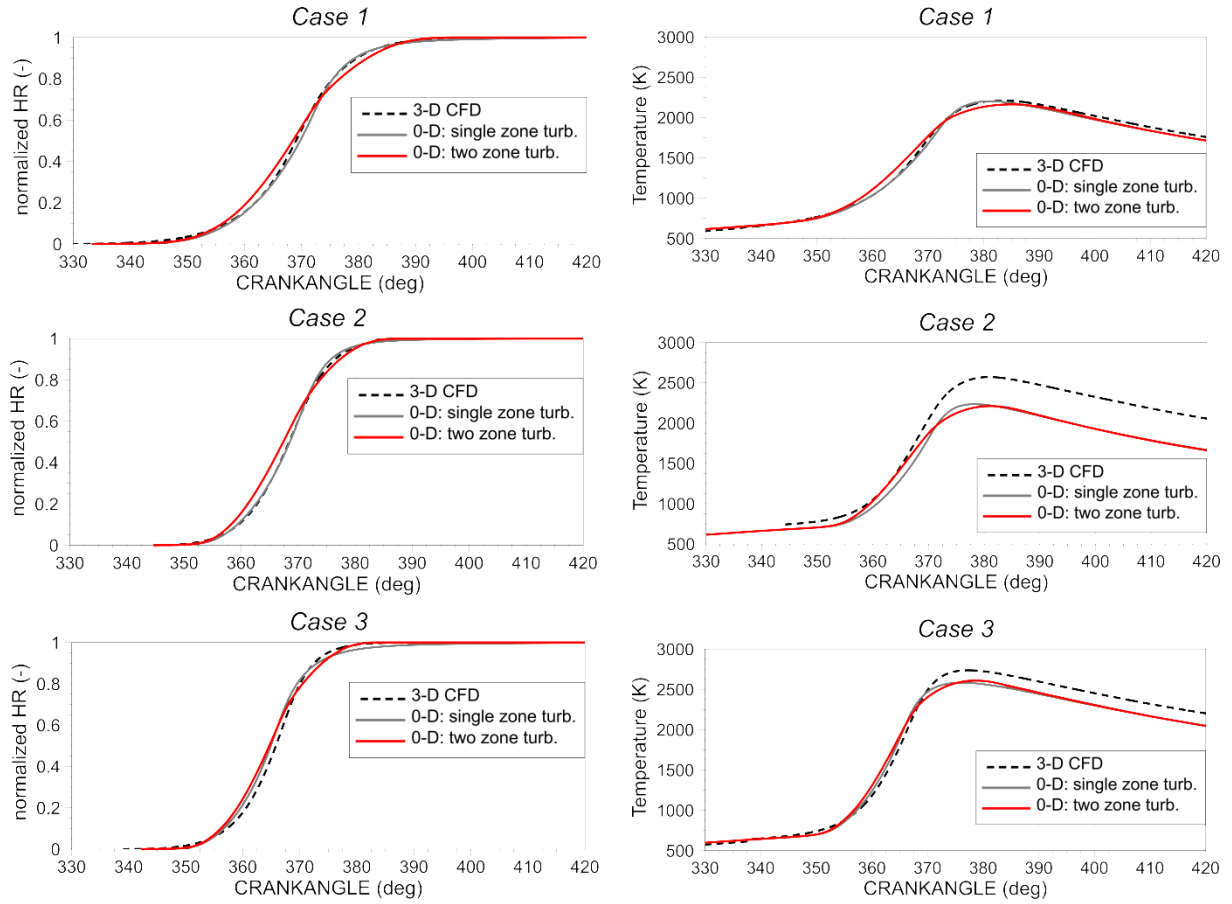 Case 1
normalized HR (-)
1
0.8
0.6
0.4
0.2
0
3-D CFD
0-D: single zone turb.
0-D: two zone turb.
330 340 350 360 370 380 390 400 410 420
CRANKANGLE (deg)
Case 1
Temperature (K)
3000
2500
2000
1750
1500
1000
500
3-D CFD
0-D: single zone turb.
0-D: two zone turb.
330 340 350 360 370 380 390 400 410 420
CRANKANGLE (deg)
Case 2
normalized HR (-)
1
0.8
0.6
0.4
0.2
0
3-D CFD
0-D: single zone turb.
0-D: two zone turb.
330 340 350 360 370 380 390 400 410 420
CRANKANGLE (deg)
Case 2
Temperature (K)
3000
2500
2000
1500
1000
500
3-D CFD
0-D: single zone turb.
0-D: two zone turb.
330 340 350 360 370 380 390 400 410 420
CRANKANGLE (deg)
Case 3
normalized HR (-)
1
0.8
0.6
0.4
0.2
0
3-D CFD
0-D: single zone turb.
0-D: two zone turb.
330 340 350 360 370 380 390 400 410 420
CRANKANGLE (deg)
Case 3
Temperature (K)
3000
2500
2000
1500
1000
500
3-D CFD
0-D: single zone turb.
0-D: two zone turb.
330 340 350 360 370 380 390 400 410 420
CRANKANGLE (deg)